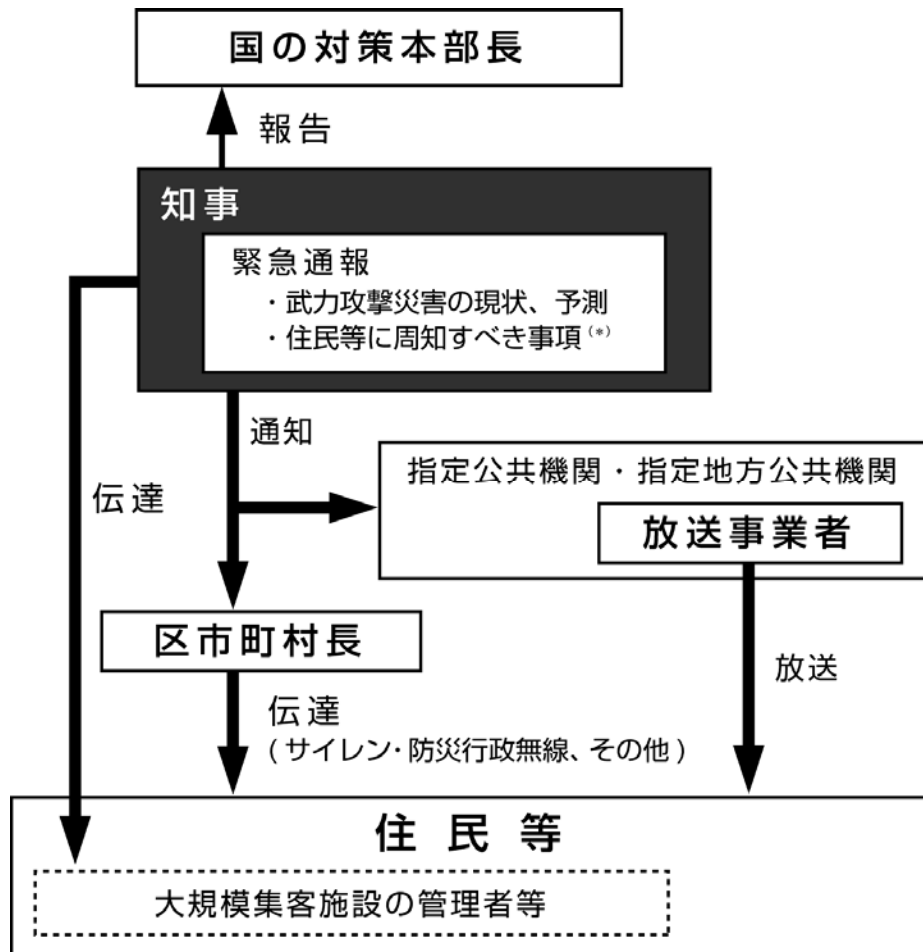 国の対策本部長
報告
知事
緊急通報
・武力攻撃災害の現状、予測
・住民等に周知すべき事項(*)
通知
指定公共機関・指定地方公共機関
放送事業者
伝達
区市町村長
放送
伝達
(サイレン・防災行政無線、その他)
住民等
大規模集客施設の管理者等